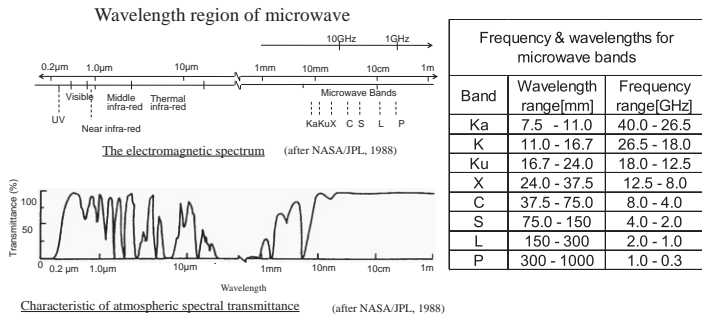 Wavelength region of microwave
10GHz 1GHz
0.2µm 1.0µm 10µm 1mm 10mm 10cm 1m
Visible Middle infra-red Thermal infra-red Microwave Bands
UV Near infra-red KaKuX C S L P
The electromagnetic spectrum (after NASA/JPL, 1988)
Transmittance (%)
100
50
0 0.2 µm 1.0µm 10µm 1mm 10nm 10cm 1m
Wavelength
Characteristic of atmospheric spectral transmittance (after NASA/JPL, 1988)
Frequency & wavelengths for
microwave bands
Band Wavelength range[mm] Frequency range[GHz]
Ka 7.5 - 11.0 40.0 - 26.5
K 11.0 - 16.7 26.5 - 18.0
Ku 16.7 - 24.0 18.0 - 12.5
X 24.0 - 37.5 12.5 - 8.0
C 37.5 - 75.0 8.0 - 4.0
S 75.0 - 150 4.0 - 2.0
L 150 - 300 2.0 - 1.0
P 300 - 1000 1.0 - 0.3